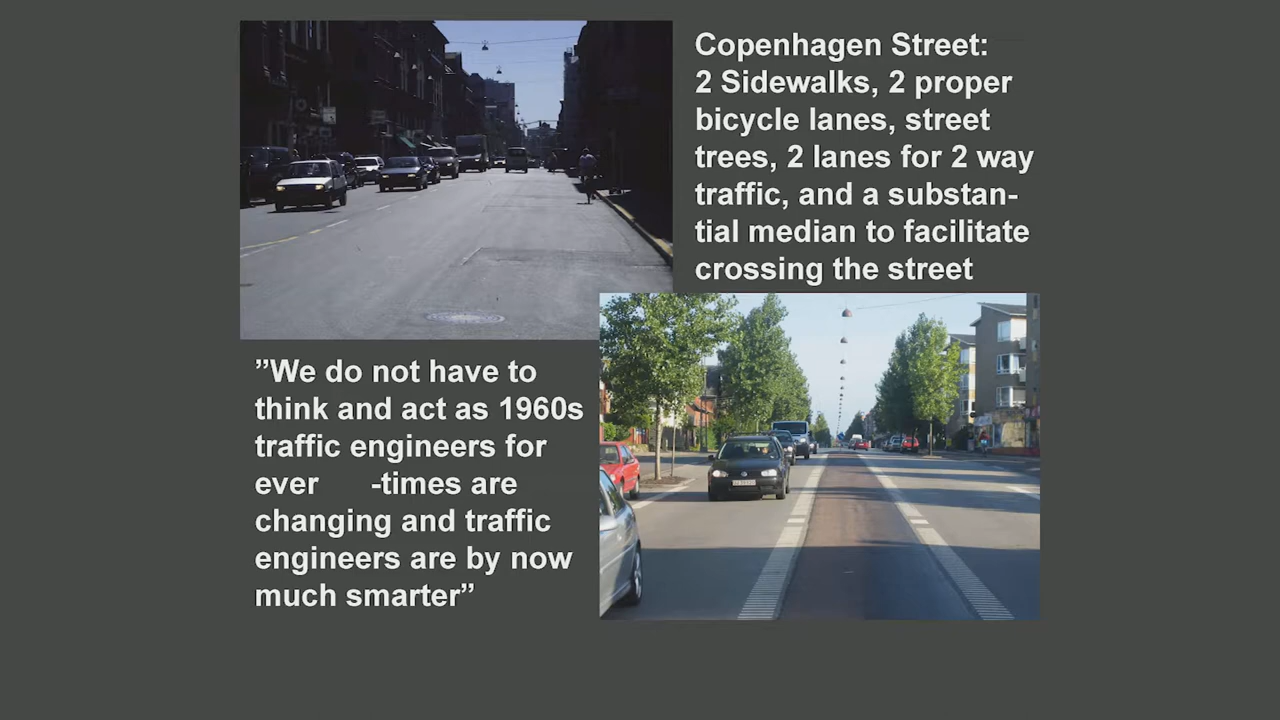 Copenhagen Street:
2 Sidewalks, 2 proper
bicycle lanes, street
trees, 2 lanes for 2 way
traffic, and a substan-
tial median to facilitate
crossing the street
”We do not have to
think and act as 1960s
traffic engineers for
ever -times are
changing and traffic
engineers are by now
much smarter”